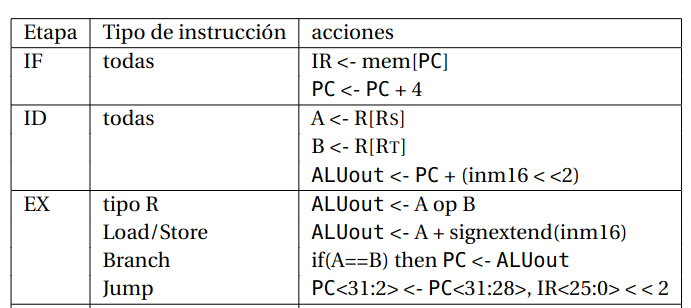 Etapa Tipo de instrucción acciones
IF todas IR <- mem[PC]
PC <- PC + 4
ID todas A <- R[RS]
B <- R[RT]
ALUout <- PC + (inm16 < <2)
EX tipo R ALUout <- A op B
Load/Store ALUout <- A + signextend(inm16)
Branch if(A==B) then PC <- ALUout
Jump PC<31:2> <- PC<31:28>, IR<25:0> < < 2